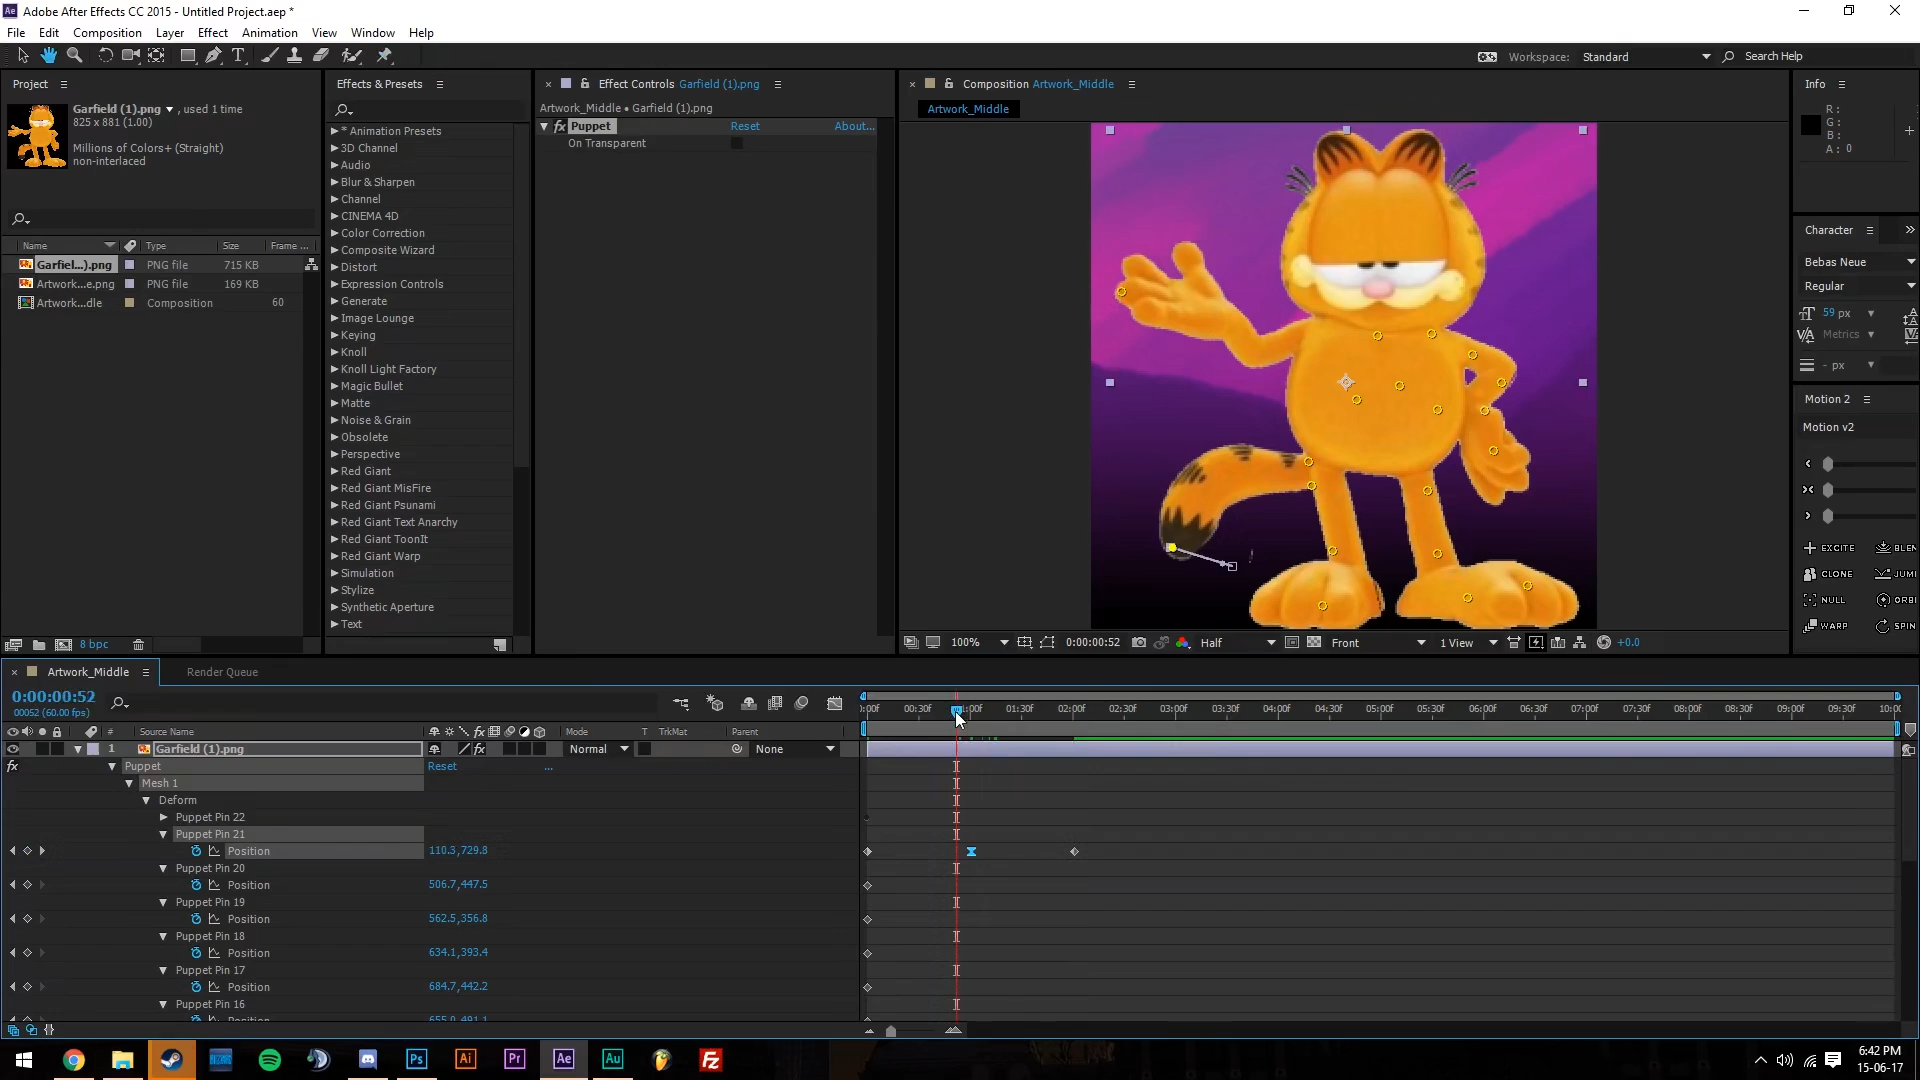 Adobe After Effects CC 2015 - Untitled Project.aep *
File Edit Composition Layer Effect Animation View Window Help
Workspace: Standard Search Help
Project
Garfield (1).png , used 1 time
825 x 881 (1.00)
Millions of Colors+ (Straight)
non-interlaced
Name Type Size Frame ...
Garfiel...).png PNG file 715 KB
Artwork...e.png PNG file 169 KB
Artwork...dle Composition 60
8 bpc
Effects & Presets
* Animation Presets
3D Channel
Audio
Blur & Sharpen
Channel
CINEMA 4D
Color Correction
Composite Wizard
Distort
Expression Controls
Generate
Image Lounge
Keying
Knoll
Knoll Light Factory
Magic Bullet
Matte
Noise & Grain
Obsolete
Perspective
Red Giant
Red Giant MisFire
Red Giant Psunami
Red Giant Text Anarchy
Red Giant ToonIt
Red Giant Warp
Simulation
Stylize
Synthetic Aperture
Text
Effect Controls Garfield (1).png
Artwork_Middle • Garfield (1).png
fx Puppet Reset About...
On Transparent
Composition Artwork_Middle
Artwork_Middle
100% 0:00:00:52 Half Front 1 View +0.0
Info
R :
G :
B :
A : 0
Character
Bebas Neue
Regular
59 px
Metrics
- px
Motion 2
Motion v2
EXCITE BLEN
CLONE JUMI
NULL ORBI
WARP SPIN
Artwork_Middle Render Queue
0:00:00:52
00052 (60.00 fps)
:00F 00:30F 1:00F 01:30F 02:00F 02:30F 03:00F 03:30F 04:00F 04:30F 05:00F 05:30F 06:00F 06:30F 07:00F 07:30F 08:00F 08:30F 09:00F 09:30F 10:0(
# Source Name Mode T TrkMat Parent
1 Garfield (1).png Normal None
Puppet Reset ...
Mesh 1
Deform
Puppet Pin 22
Puppet Pin 21
Position 110.3,729.8
Puppet Pin 20
Position 506.7,447.5
Puppet Pin 19
Position 562.5,356.8
Puppet Pin 18
Position 634.1,393.4
Puppet Pin 17
Position 684.7,442.2
Puppet Pin 16
Position 655.0,491.1
Ps Ai Pr Ae Au Fz
6:42 PM
15-06-17